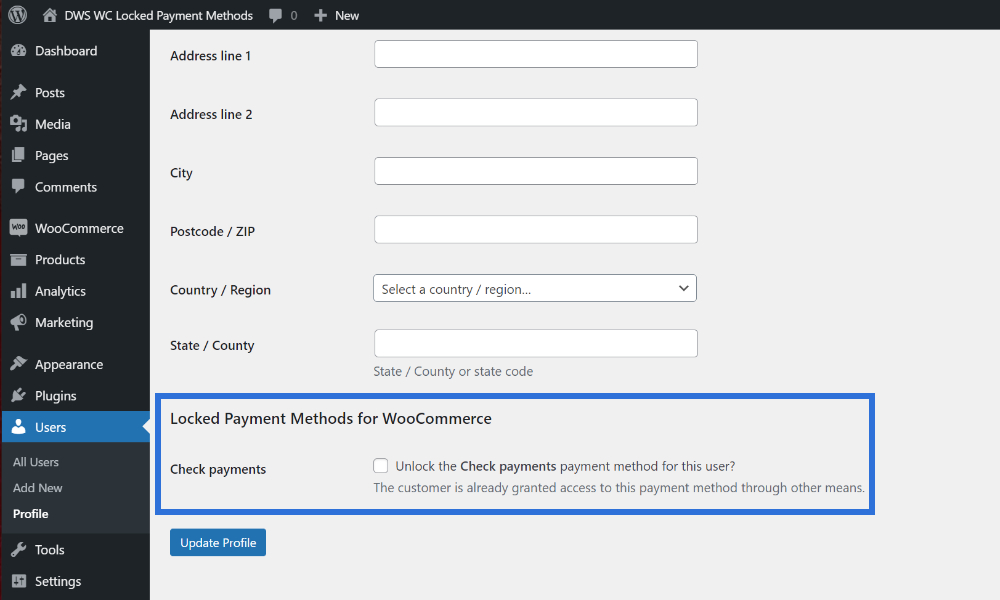 DWS WC Locked Payment Methods 0 New
Dashboard
Posts
Media
Pages
Comments
WOO WooCommerce
Products
Analytics
Marketing
Appearance
Plugins
Users
All Users
Add New
Profile
Tools
Settings
Address line 1
Address line 2
City
Postcode / ZIP
Country / Region Select a country / region...
State / County
State / County or state code
Locked Payment Methods for WooCommerce
Check payments Unlock the Check payments payment method for this user?
The customer is already granted access to this payment method through other means.
Update Profile